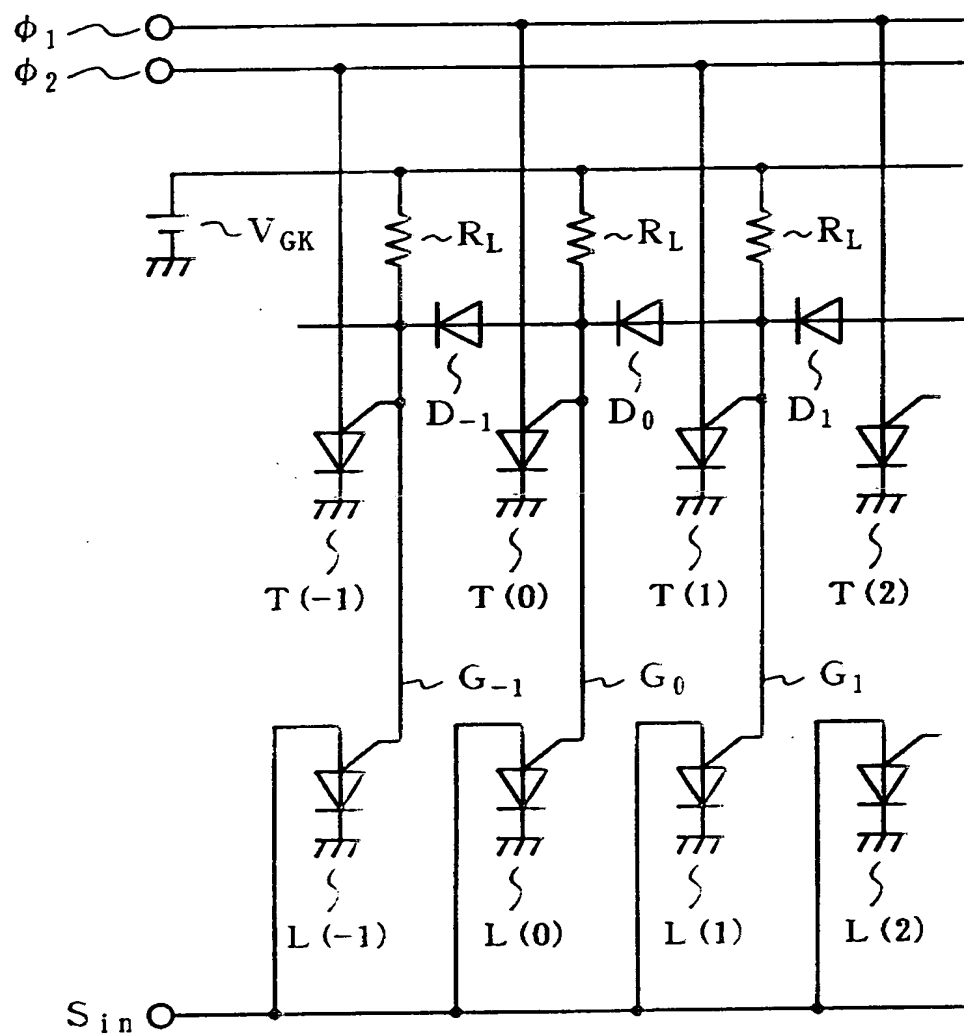 ϕ1
ϕ2
VGK RL RL RL
D-1 D0 D1
T(-1) T(0) T(1) T(2)
G-1 G0 G1
L(-1) L(0) L(1) L(2)
Sin